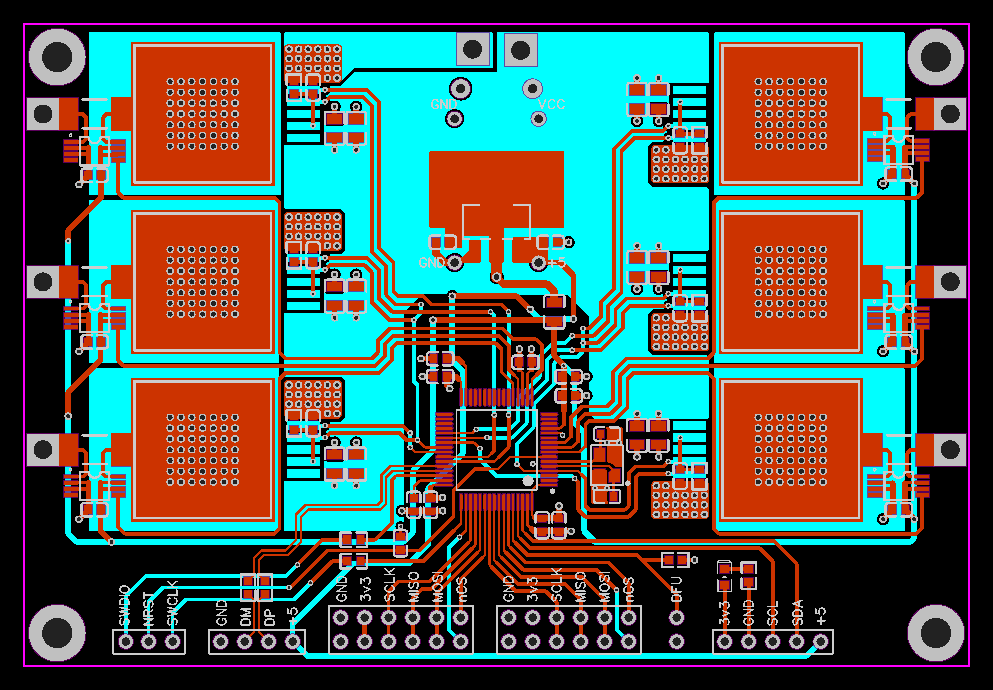 GND
VCC
GND
+5
SWDIO
NRST
SWCLK
GND
DM
DP
+5
GND
3v3
SCLK
MISO
MOSI
nCS
GND
3v3
SCLK
MISO
MOSI
nCS
DFU
3v3
GND
SCL
SDA
+5